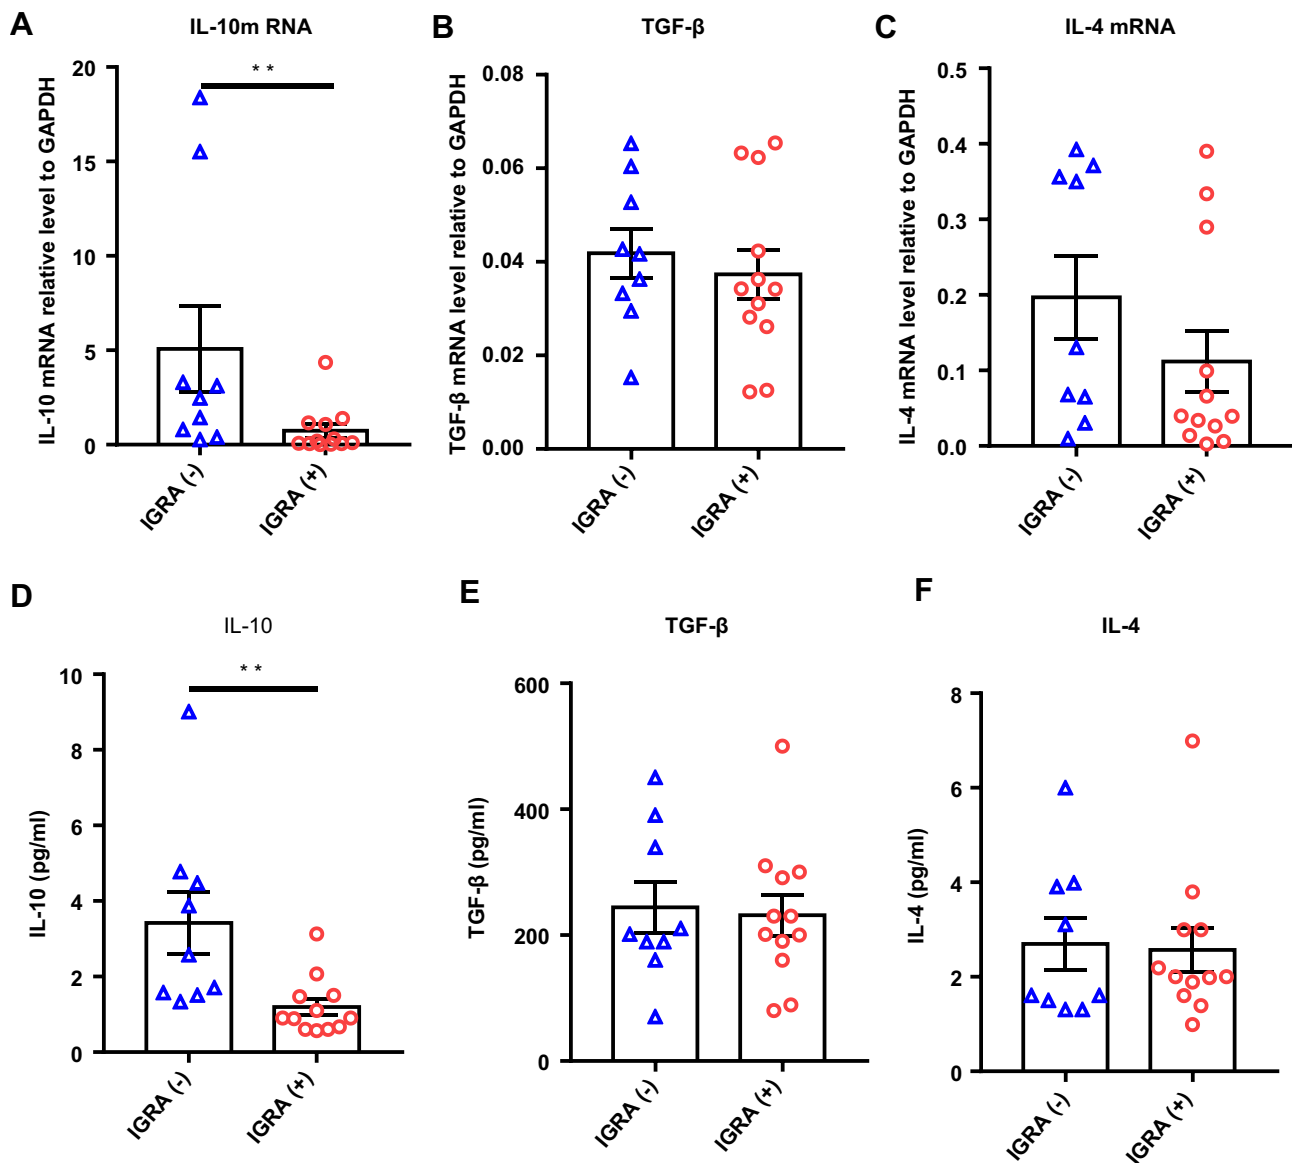 A
IL-10m RNA
IL-10 mRNA relative level to GAPDH
20
15
10
5
0
* *
IGRA (-)
IGRA (+)
B
TGF-β
TGF-β mRNA level relative to GAPDH
0.08
0.06
0.04
0.02
0.00
IGRA (-)
IGRA (+)
C
IL-4 mRNA
IL-4 mRNA level relative to GAPDH
0.5
0.4
0.3
0.2
0.1
0.0
IGRA (-)
IGRA (+)
D
IL-10
IL-10 (pg/ml)
10
8
6
4
2
0
* *
IGRA (-)
IGRA (+)
E
TGF-β
TGF-β (pg/ml)
600
400
200
0
IGRA (-)
IGRA (+)
F
IL-4
IL-4 (pg/ml)
8
6
4
2
0
IGRA (-)
IGRA (+)